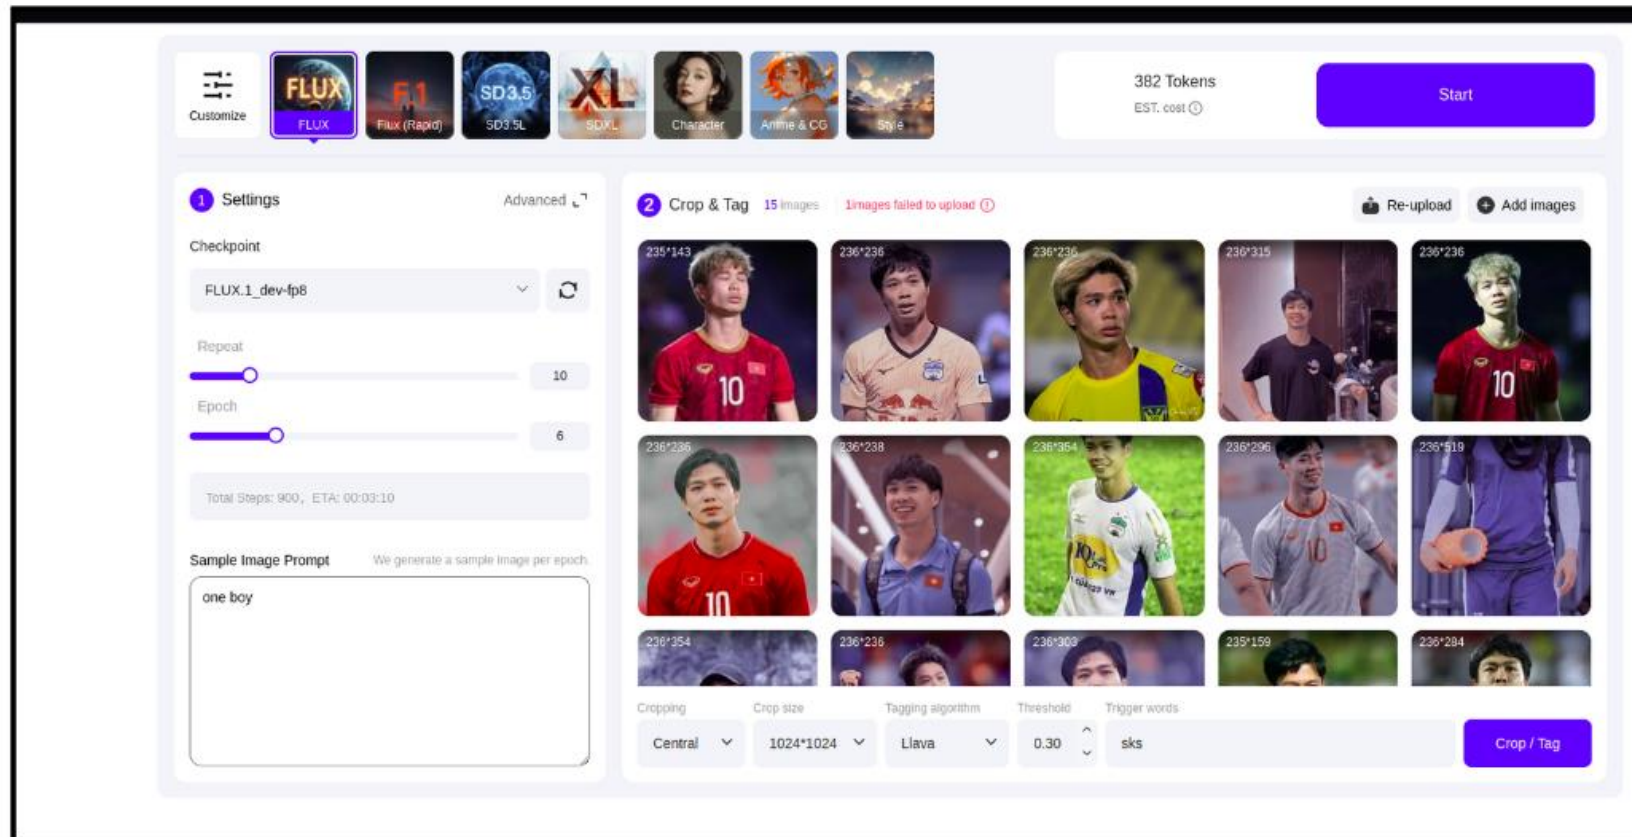 Customize
FLUX
FLUX
F.1
Flux (Rapid)
SD3.5
SD3.5L
XL
SDXL
Character
Anime & CG
Style
382 Tokens
EST. cost
Start
1 Settings
Advanced
Checkpoint
FLUX.1_dev-fp8
Repeat
10
Epoch
6
Total Steps: 900, ETA: 00:03:10
Sample Image Prompt
We generate a sample image per epoch.
one boy
2 Crop & Tag
15 images
1images failed to upload
Re-upload
Add images
235*143
236*236
236*236
236*315
236*236
10
10
236*236
236*238
236*354
236*296
236*519
10
10
236*354
236*236
236*303
235*159
236*284
Cropping
Crop size
Tagging algorithm
Threshold
Trigger words
Central
1024*1024
Llava
0.30
sks
Crop / Tag